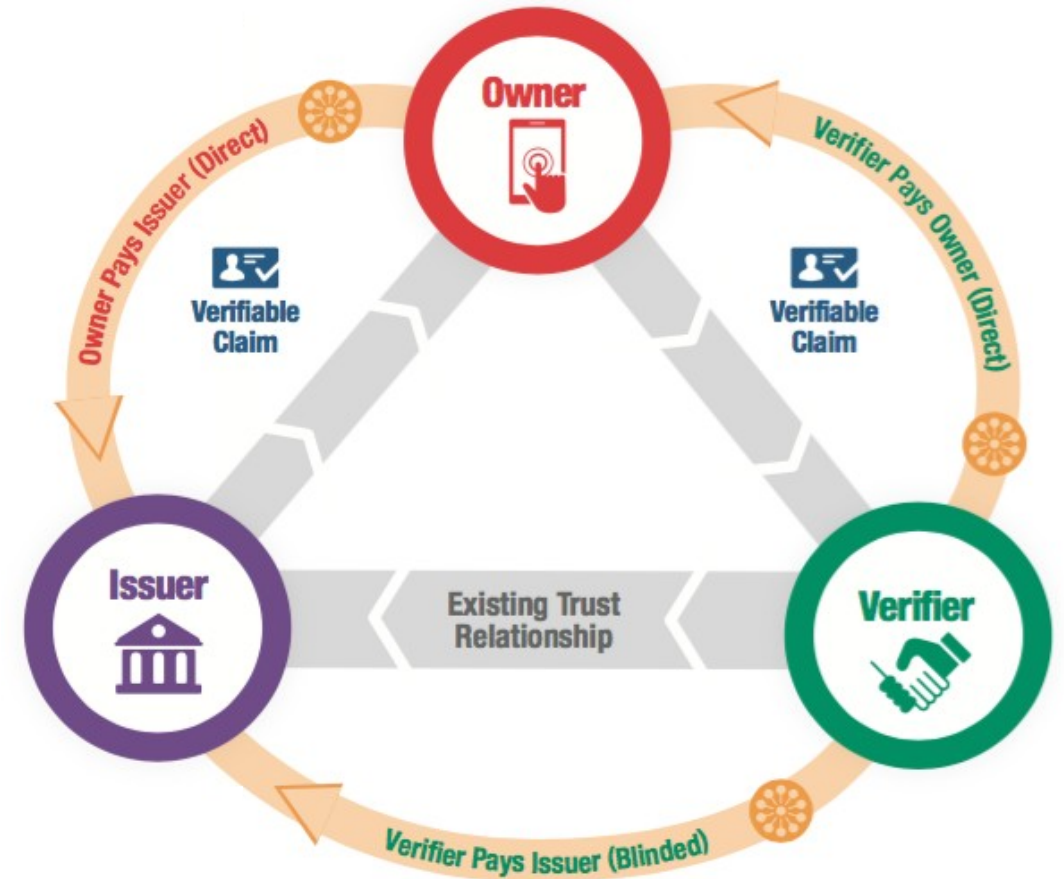 Owner
Owner Pays Issuer (Direct)
Verifier Pays Owner (Direct)
Verifiable
Claim
Verifiable
Claim
Issuer
Existing Trust
Relationship
Verifier
Verifier Pays Issuer (Blinded)